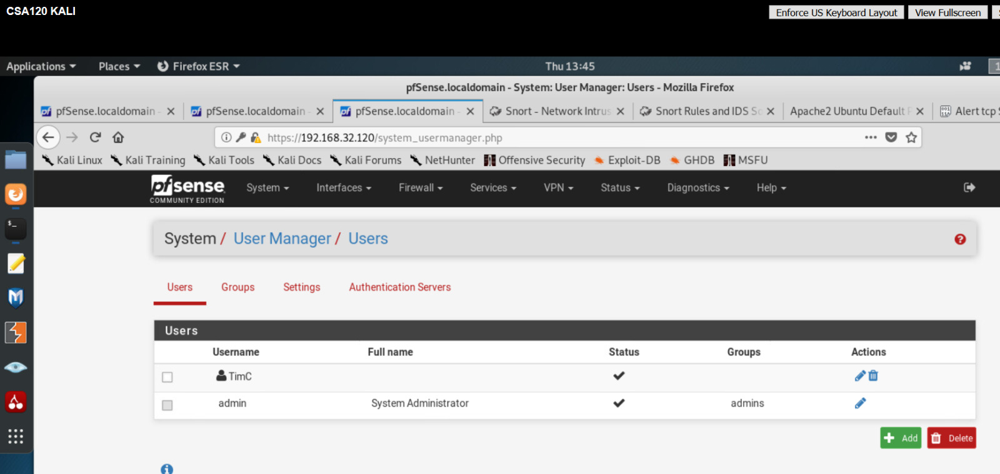 CSA120 KALI
Enforce US Keyboard Layout View Fullscreen
Applications Places Firefox ESR Thu 13:45 1
pfSense.localdomain - System: User Manager: Users - Mozilla Firefox
pfSense.localdomain - pfSense.localdomain - pfSense.localdomain - Snort - Network Intrus Snort Rules and IDS So Apache2 Ubuntu Default Alert tcp
https://192.168.32.120/system_usermanager.php
Kali Linux Kali Training Kali Tools Kali Docs Kali Forums NetHunter Offensive Security Exploit-DB GHDB MSFU
pfsense System Interfaces Firewall Services VPN Status Diagnostics Help
COMMUNITY EDITION
System / User Manager / Users
Users Groups Settings Authentication Servers
Users
Username Full name Status Groups Actions
TimC
admin System Administrator admins
Add Delete